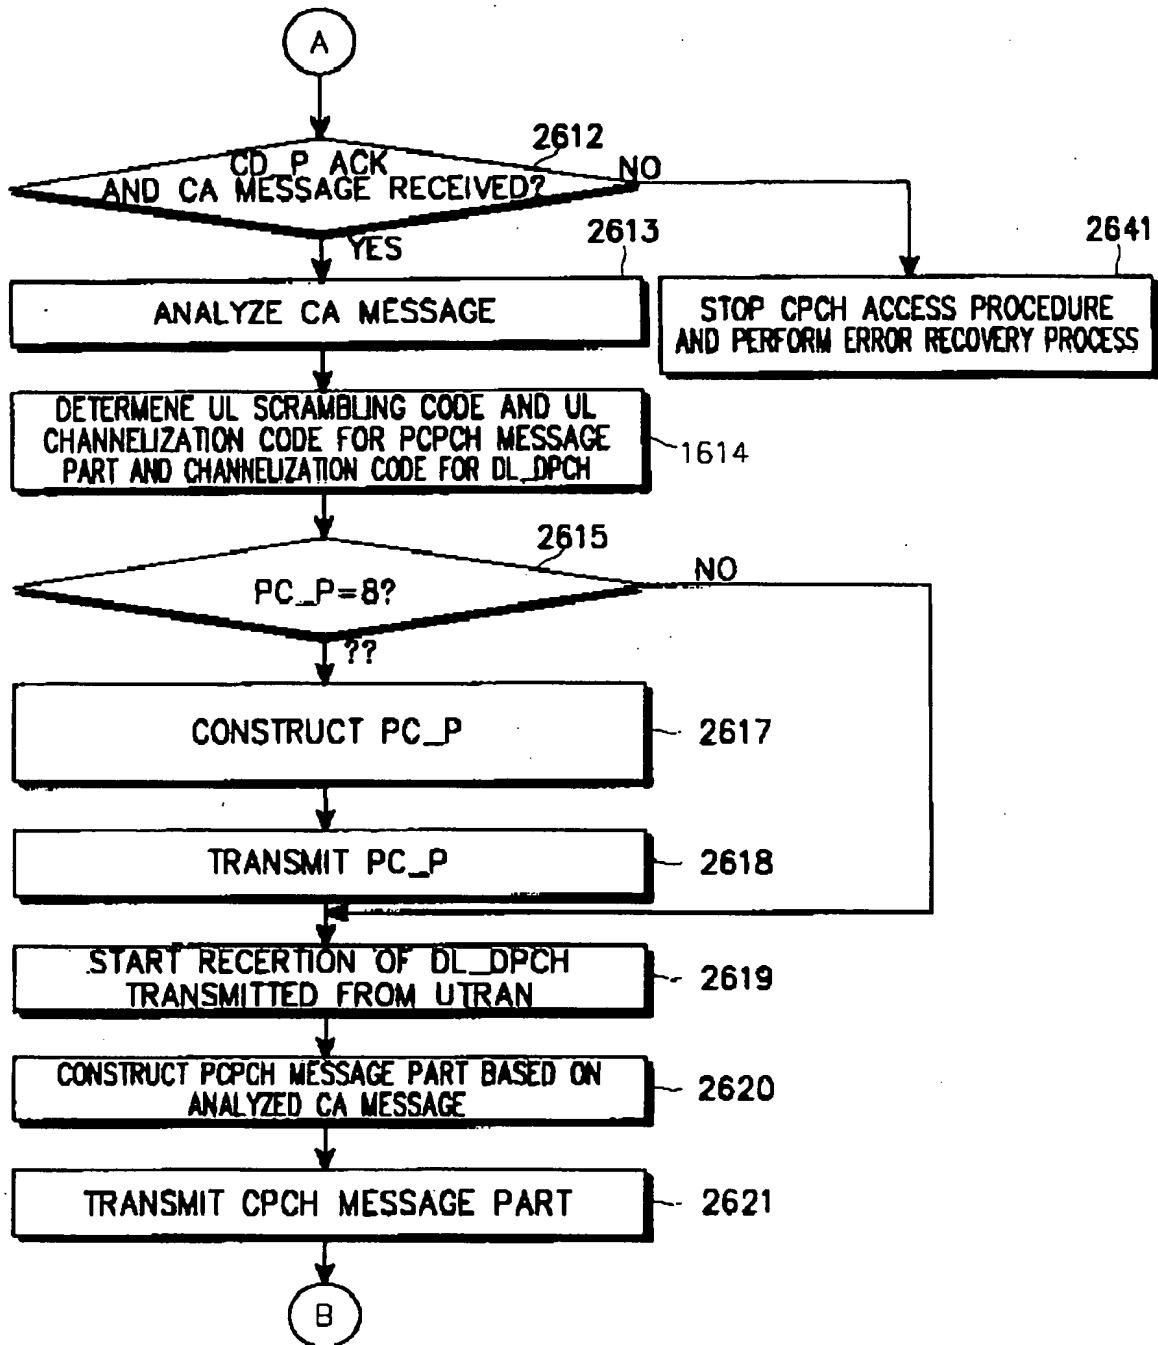 A
2612
CD_P ACK
AND CA MESSAGE RECEIVED?
NO
YES
2613
2641
ANALYZE CA MESSAGE
STOP CPCH ACCESS PROCEDURE
AND PERFORM ERROR RECOVERY PROCESS
DETERMENE UL SCRAMBLING CODE AND UL
CHANNELIZATION CODE FOR PCPCH MESSAGE
PART AND CHANNELIZATION CODE FOR DL_DPCH
1614
2615
PC_P=8?
NO
??
CONSTRUCT PC_P
2617
TRANSMIT PC_P
2618
START RECERTION OF DL_DPCH
TRANSMITTED FROM UTRAN
2619
CONSTRUCT PCPCH MESSAGE PART BASED ON
ANALYZED CA MESSAGE
2620
TRANSMIT CPCH MESSAGE PART
2621
B